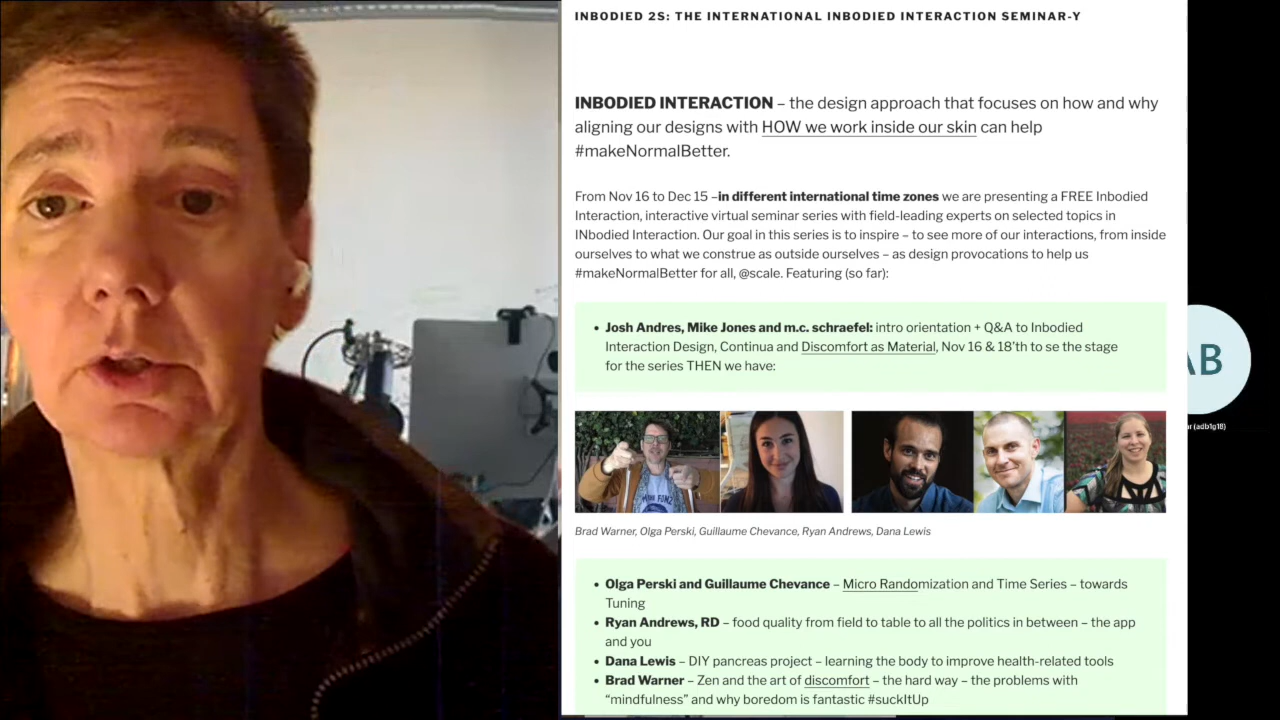 INBODIED 2S: THE INTERNATIONAL INBODIED INTERACTION SEMINAR-Y
INBODIED INTERACTION – the design approach that focuses on how and why
aligning our designs with HOW we work inside our skin can help
#makeNormalBetter.
From Nov 16 to Dec 15 –in different international time zones we are presenting a FREE Inbodied
Interaction, interactive virtual seminar series with field-leading experts on selected topics in
INbodied Interaction. Our goal in this series is to inspire – to see more of our interactions, from inside
ourselves to what we construe as outside ourselves – as design provocations to help us
#makeNormalBetter for all, @scale. Featuring (so far):
• Josh Andres, Mike Jones and m.c. schraefel: intro orientation + Q&A to Inbodied
Interaction Design, Continua and Discomfort as Material, Nov 16 & 18'th to se the stage
for the series THEN we have:
Brad Warner, Olga Perski, Guillaume Chevance, Ryan Andrews, Dana Lewis
• Olga Perski and Guillaume Chevance – Micro Randomization and Time Series – towards
Tuning
• Ryan Andrews, RD – food quality from field to table to all the politics in between – the app
and you
• Dana Lewis – DIY pancreas project – learning the body to improve health-related tools
• Brad Warner – Zen and the art of discomfort – the hard way – the problems with
“mindfulness” and why boredom is fantastic #suckItUp
AB
ar (adb1g18)